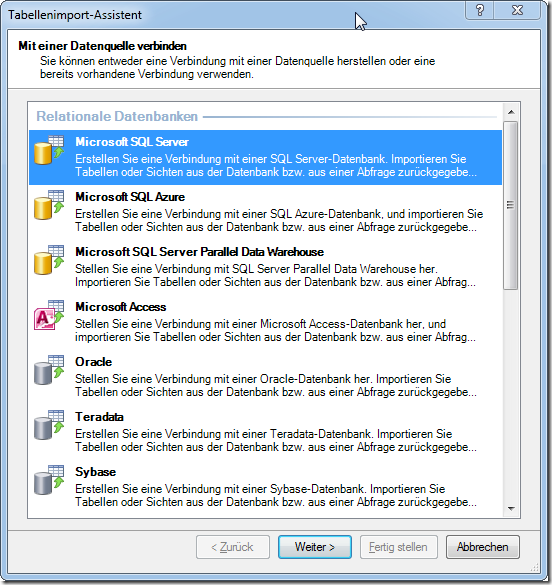 Tabellenimport-Assistent
Mit einer Datenquelle verbinden
Sie können entweder eine Verbindung mit einer Datenquelle herstellen oder eine
bereits vorhandene Verbindung verwenden.
Relationale Datenbanken
Microsoft SQL Server
Erstellen Sie eine Verbindung mit einer SQL Server-Datenbank. Importieren Sie
Tabellen oder Sichten aus der Datenbank bzw. aus einer Abfrage zurückgegebe...
Microsoft SQL Azure
Erstellen Sie eine Verbindung mit einer SQL Azure-Datenbank, und importieren Sie
Tabellen oder Sichten aus der Datenbank bzw. aus einer Abfrage zurückgegebe...
Microsoft SQL Server Parallel Data Warehouse
Stellen Sie eine Verbindung mit SQL Server Parallel Data Warehouse her.
Importieren Sie Tabellen oder Sichten aus der Datenbank bzw. aus einer Abfrag...
Microsoft Access
Stellen Sie eine Verbindung mit einer Microsoft Access-Datenbank her, und
importieren Sie Tabellen oder Sichten aus der Datenbank bzw. aus einer Abfrag...
Oracle
Stellen Sie eine Verbindung mit einer Oracle-Datenbank her. Importieren Sie
Tabellen oder Sichten aus der Datenbank bzw. aus einer Abfrage zurückgegebe...
Teradata
Erstellen Sie eine Verbindung mit einer Teradata-Datenbank. Importieren Sie
Tabellen oder Sichten aus der Datenbank bzw. aus einer Abfrage zurückgegebe...
Sybase
Erstellen Sie eine Verbindung mit einer Sybase-Datenbank. Importieren Sie
Tabellen oder Sichten aus der Datenbank bzw. aus einer Abfrage zurückgegebe...
< Zurück Weiter > Fertig stellen Abbrechen